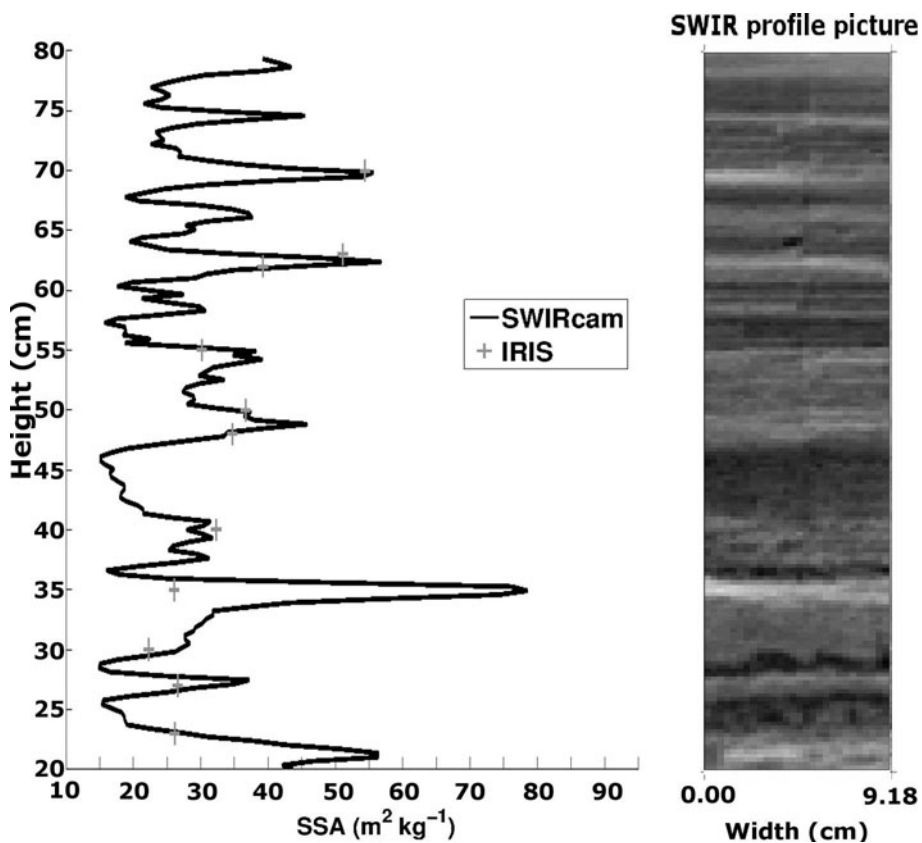 SWIR profile picture
80
75
70
65
60
55
50
45
40
35
30
25
20
Height (cm)
SWIRcam
IRIS
10 20 30 40 50 60 70 80 90
SSA (m² kg⁻¹)
0.00 9.18
Width (cm)